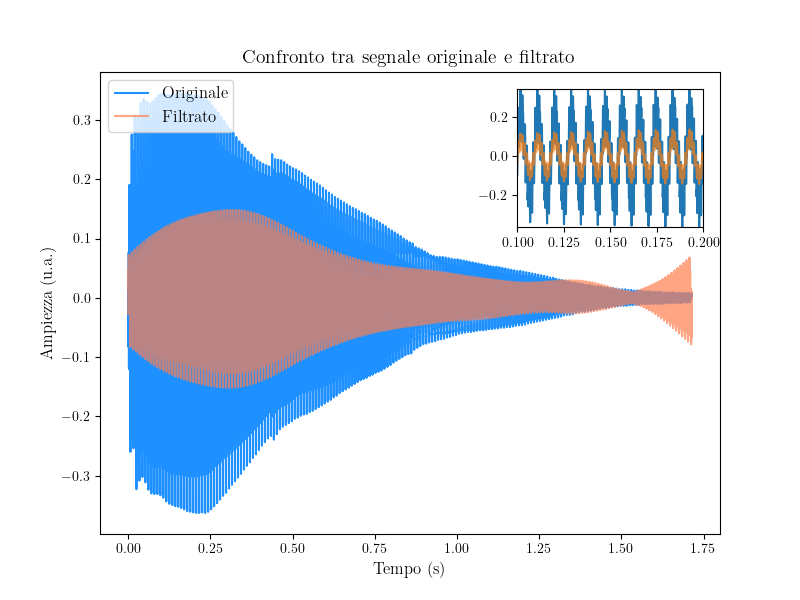 Confronto tra segnale originale e filtrato
Originale
Filtrato
0.3
0.2
0.1
0.0
−0.1
−0.2
−0.3
Ampiezza (u.a.)
0.2
0.0
−0.2
0.100 0.125 0.150 0.175 0.200
0.00 0.25 0.50 0.75 1.00 1.25 1.50 1.75
Tempo (s)